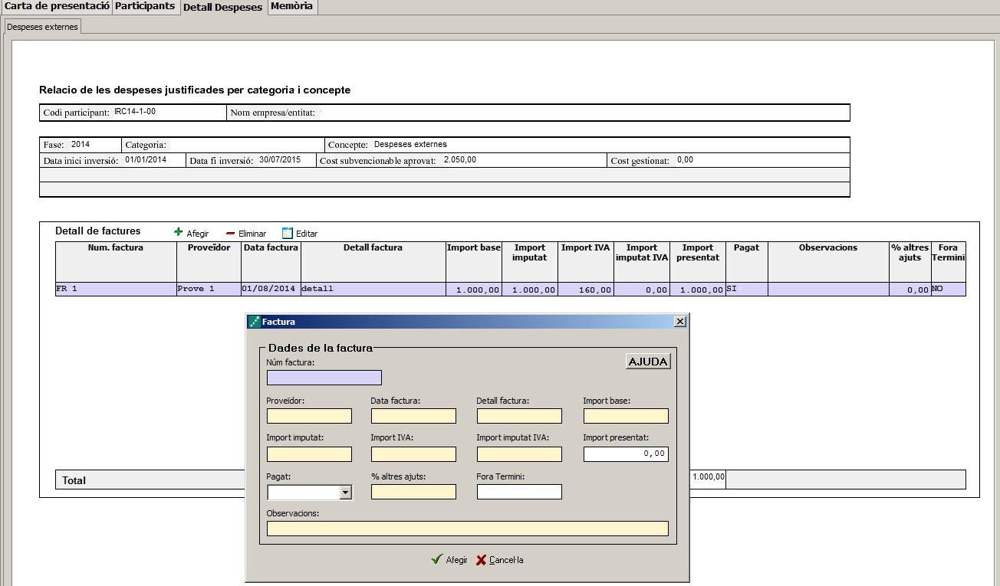 Carta de presentació Participants Detall Despeses Memòria
Despeses externes
Relacio de les despeses justificades per categoria i concepte
Codi participant: IRC14-1-00 Nom empresa/entitat:
Fase: 2014 Categoria: Concepte: Despeses externes
Data inici inversió: 01/01/2014 Data fi inversió: 30/07/2015 Cost subvencionable aprovat: 2.050,00 Cost gestionat: 0,00
Detall de factures Afegir Eliminar Editar
Num. factura Proveïdor Data factura Detall factura Import base Import Import IVA Import Import Pagat Observacions % altres Fora
imputat imputat IVA presentat ajuts Termini
FR 1 Prove 1 01/08/2014 detall 1.000,00 1.000,00 160,00 0,00 1.000,00 SI 0,00 NO
Factura
Dades de la factura
AJUDA
Núm factura:
Proveïdor: Data factura: Detall factura: Import base:
Import imputat: Import IVA: Import imputat IVA: Import presentat:
0,00
Pagat: % altres ajuts: Fora Termini:
Observacions:
Afegir Cancel·la
Total 1.000,00